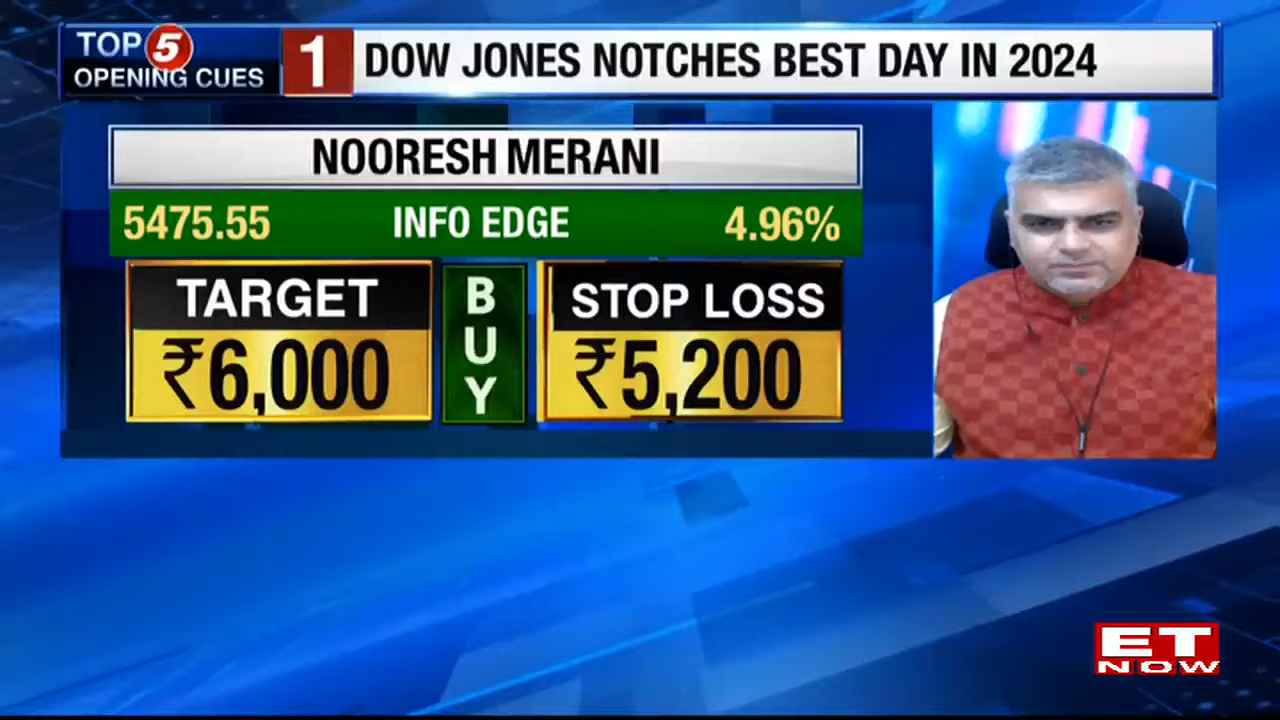 TOP 5
OPENING CUES
1
DOW JONES NOTCHES BEST DAY IN 2024
NOORESH MERANI
5475.55 INFO EDGE 4.96%
TARGET
₹6,000
BUY
STOP LOSS
₹5,200
ET
NOW